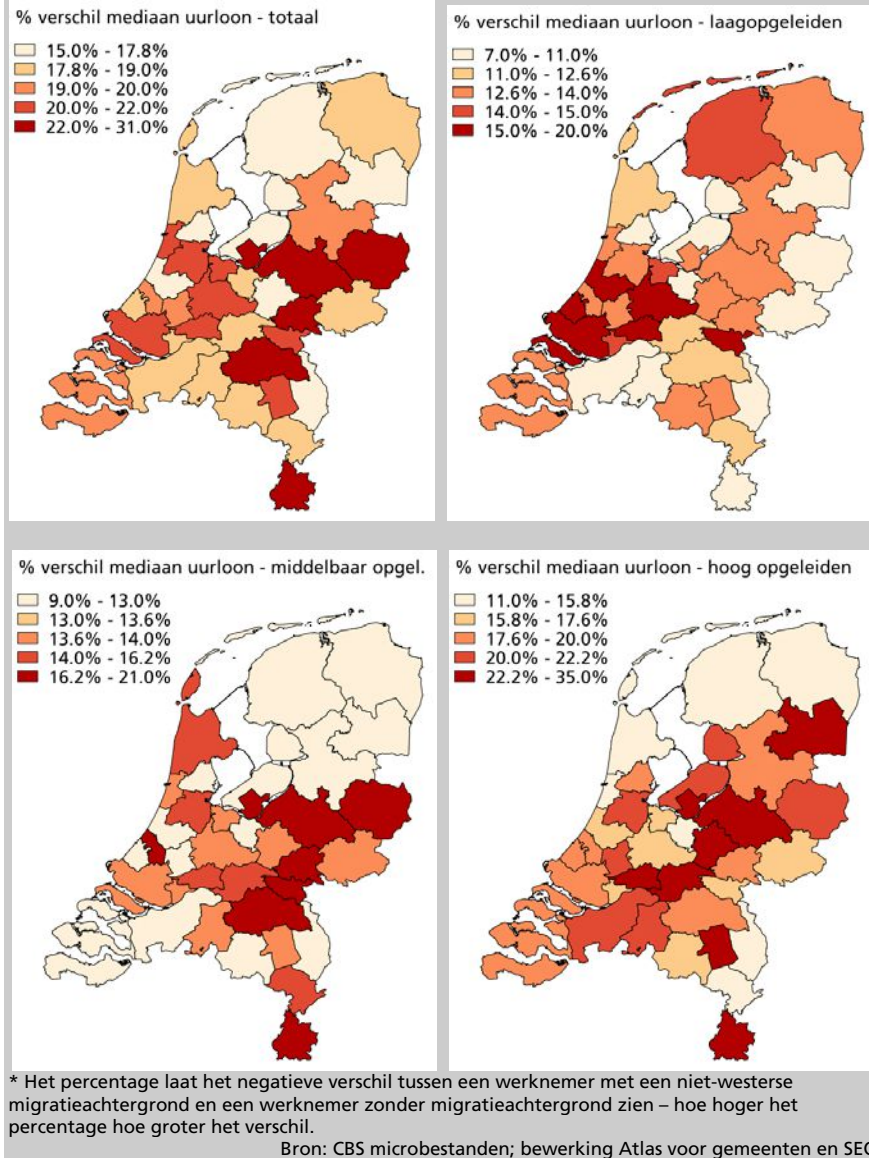 % verschil mediaan uurloon - totaal
15.0% - 17.8%
17.8% - 19.0%
19.0% - 20.0%
20.0% - 22.0%
22.0% - 31.0%
% verschil mediaan uurloon - laagopgeleiden
7.0% - 11.0%
11.0% - 12.6%
12.6% - 14.0%
14.0% - 15.0%
15.0% - 20.0%
% verschil mediaan uurloon - middelbaar opgel.
9.0% - 13.0%
13.0% - 13.6%
13.6% - 14.0%
14.0% - 16.2%
16.2% - 21.0%
% verschil mediaan uurloon - hoog opgeleiden
11.0% - 15.8%
15.8% - 17.6%
17.6% - 20.0%
20.0% - 22.2%
22.2% - 35.0%
* Het percentage laat het negatieve verschil tussen een werknemer met een niet-westerse
migratieachtergrond en een werknemer zonder migratieachtergrond zien – hoe hoger het
percentage hoe groter het verschil.
Bron: CBS microbestanden; bewerking Atlas voor gemeenten en SEO